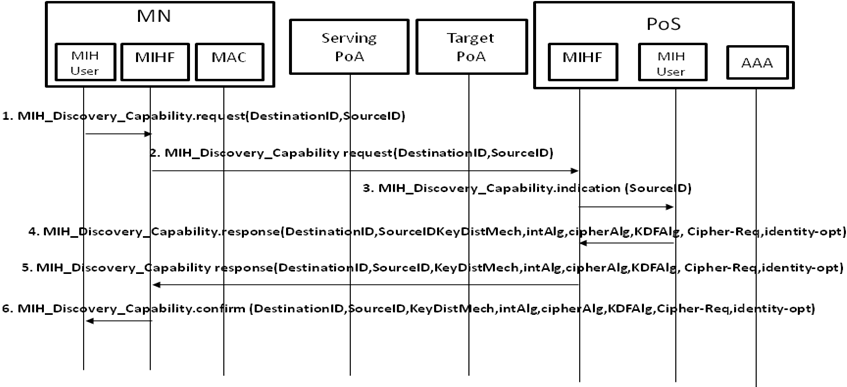 MN
PoS
MIH
User
MIHF
MAC
Serving
PoA
Target
PoA
MIHF
MIH
User
AAA
1. MIH_Discovery_Capability.request(DestinationID,SourceID)
2. MIH_Discovery_Capability request(DestinationID,SourceID)
3. MIH_Discovery_Capability.indication (SourceID)
4. MIH_Discovery_Capability.response(DestinationID,SourceIDKeyDistMech,intAlg,cipherAlg,KDFAlg, Cipher-Req,identity-opt)
5. MIH_Discovery_Capability response(DestinationID,SourceID,KeyDistMech,intAlg,cipherAlg,KDFAlg, Cipher-Req,identity-opt)
6. MIH_Discovery_Capability.confirm (DestinationID,SourceID,KeyDistMech,intAlg,cipherAlg,KDFAlg,Cipher-Req,identity-opt)